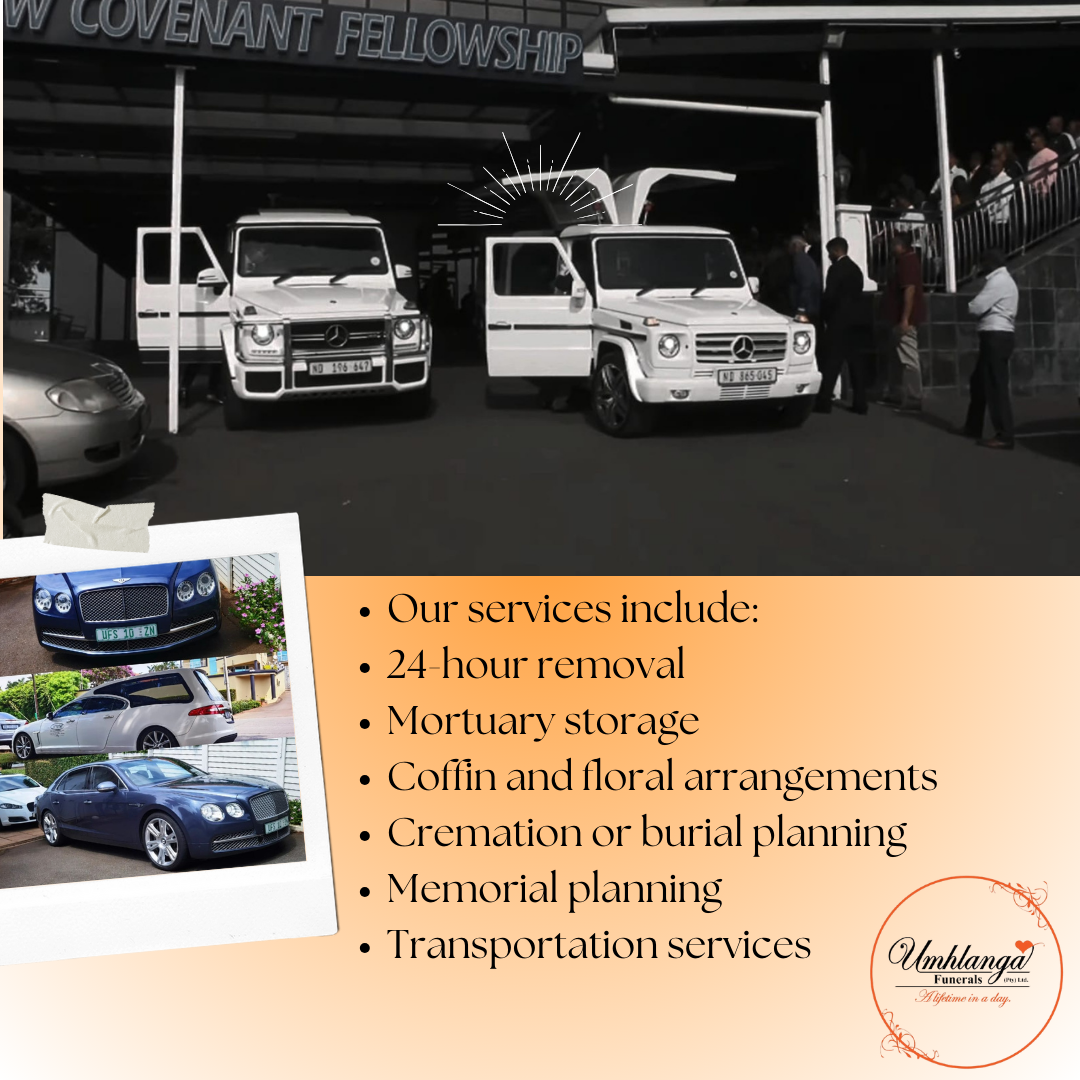 W COVENANT FELLOWSHIP
ND 196 647
ND 865 045
UFS 10 ZN
• Our services include:
• 24-hour removal
• Mortuary storage
• Coffin and floral arrangements
• Cremation or burial planning
• Memorial planning
• Transportation services
Umhlanga
Funerals (Pty) Ltd.
A lifetime in a day.